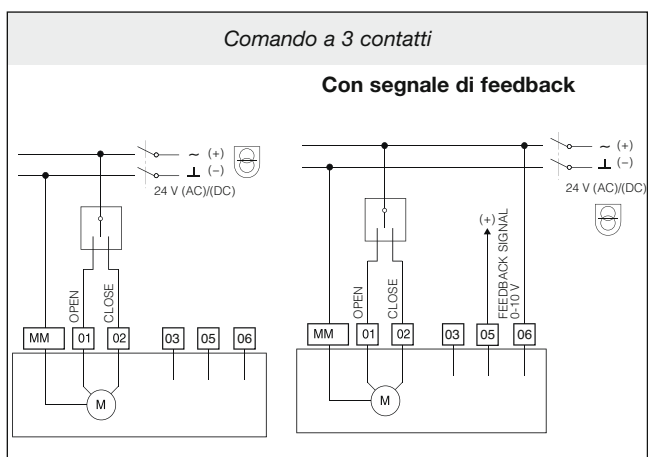 Comando a 3 contatti
Con segnale di feedback
~ (+)
⊥ (−)
24 V (AC)/(DC)
OPEN
CLOSE
MM 01 02 03 05 06
M
~ (+)
⊥ (−)
24 V (AC)/(DC)
(+)
FEEDBACK SIGNAL
0-10 V
OPEN
CLOSE
MM 01 02 03 05 06
M